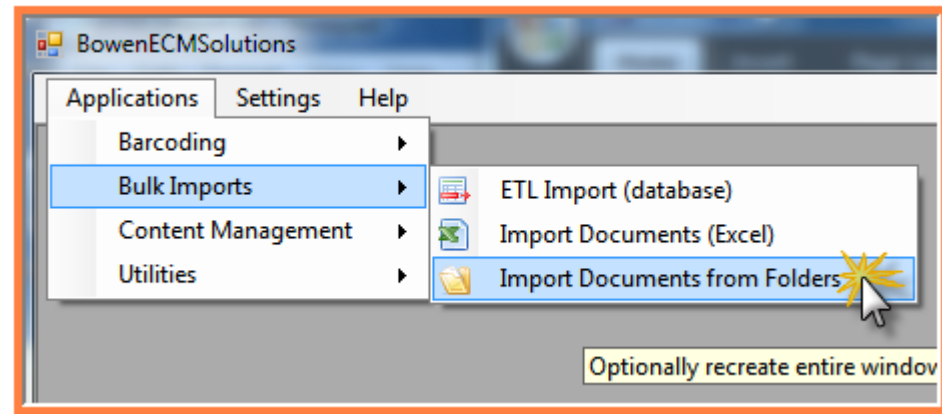 BowenECMSolutions
Applications Settings Help
Barcoding
Bulk Imports
Content Management
Utilities
ETL Import (database)
Import Documents (Excel)
Import Documents from Folders
Optionally recreate entire window